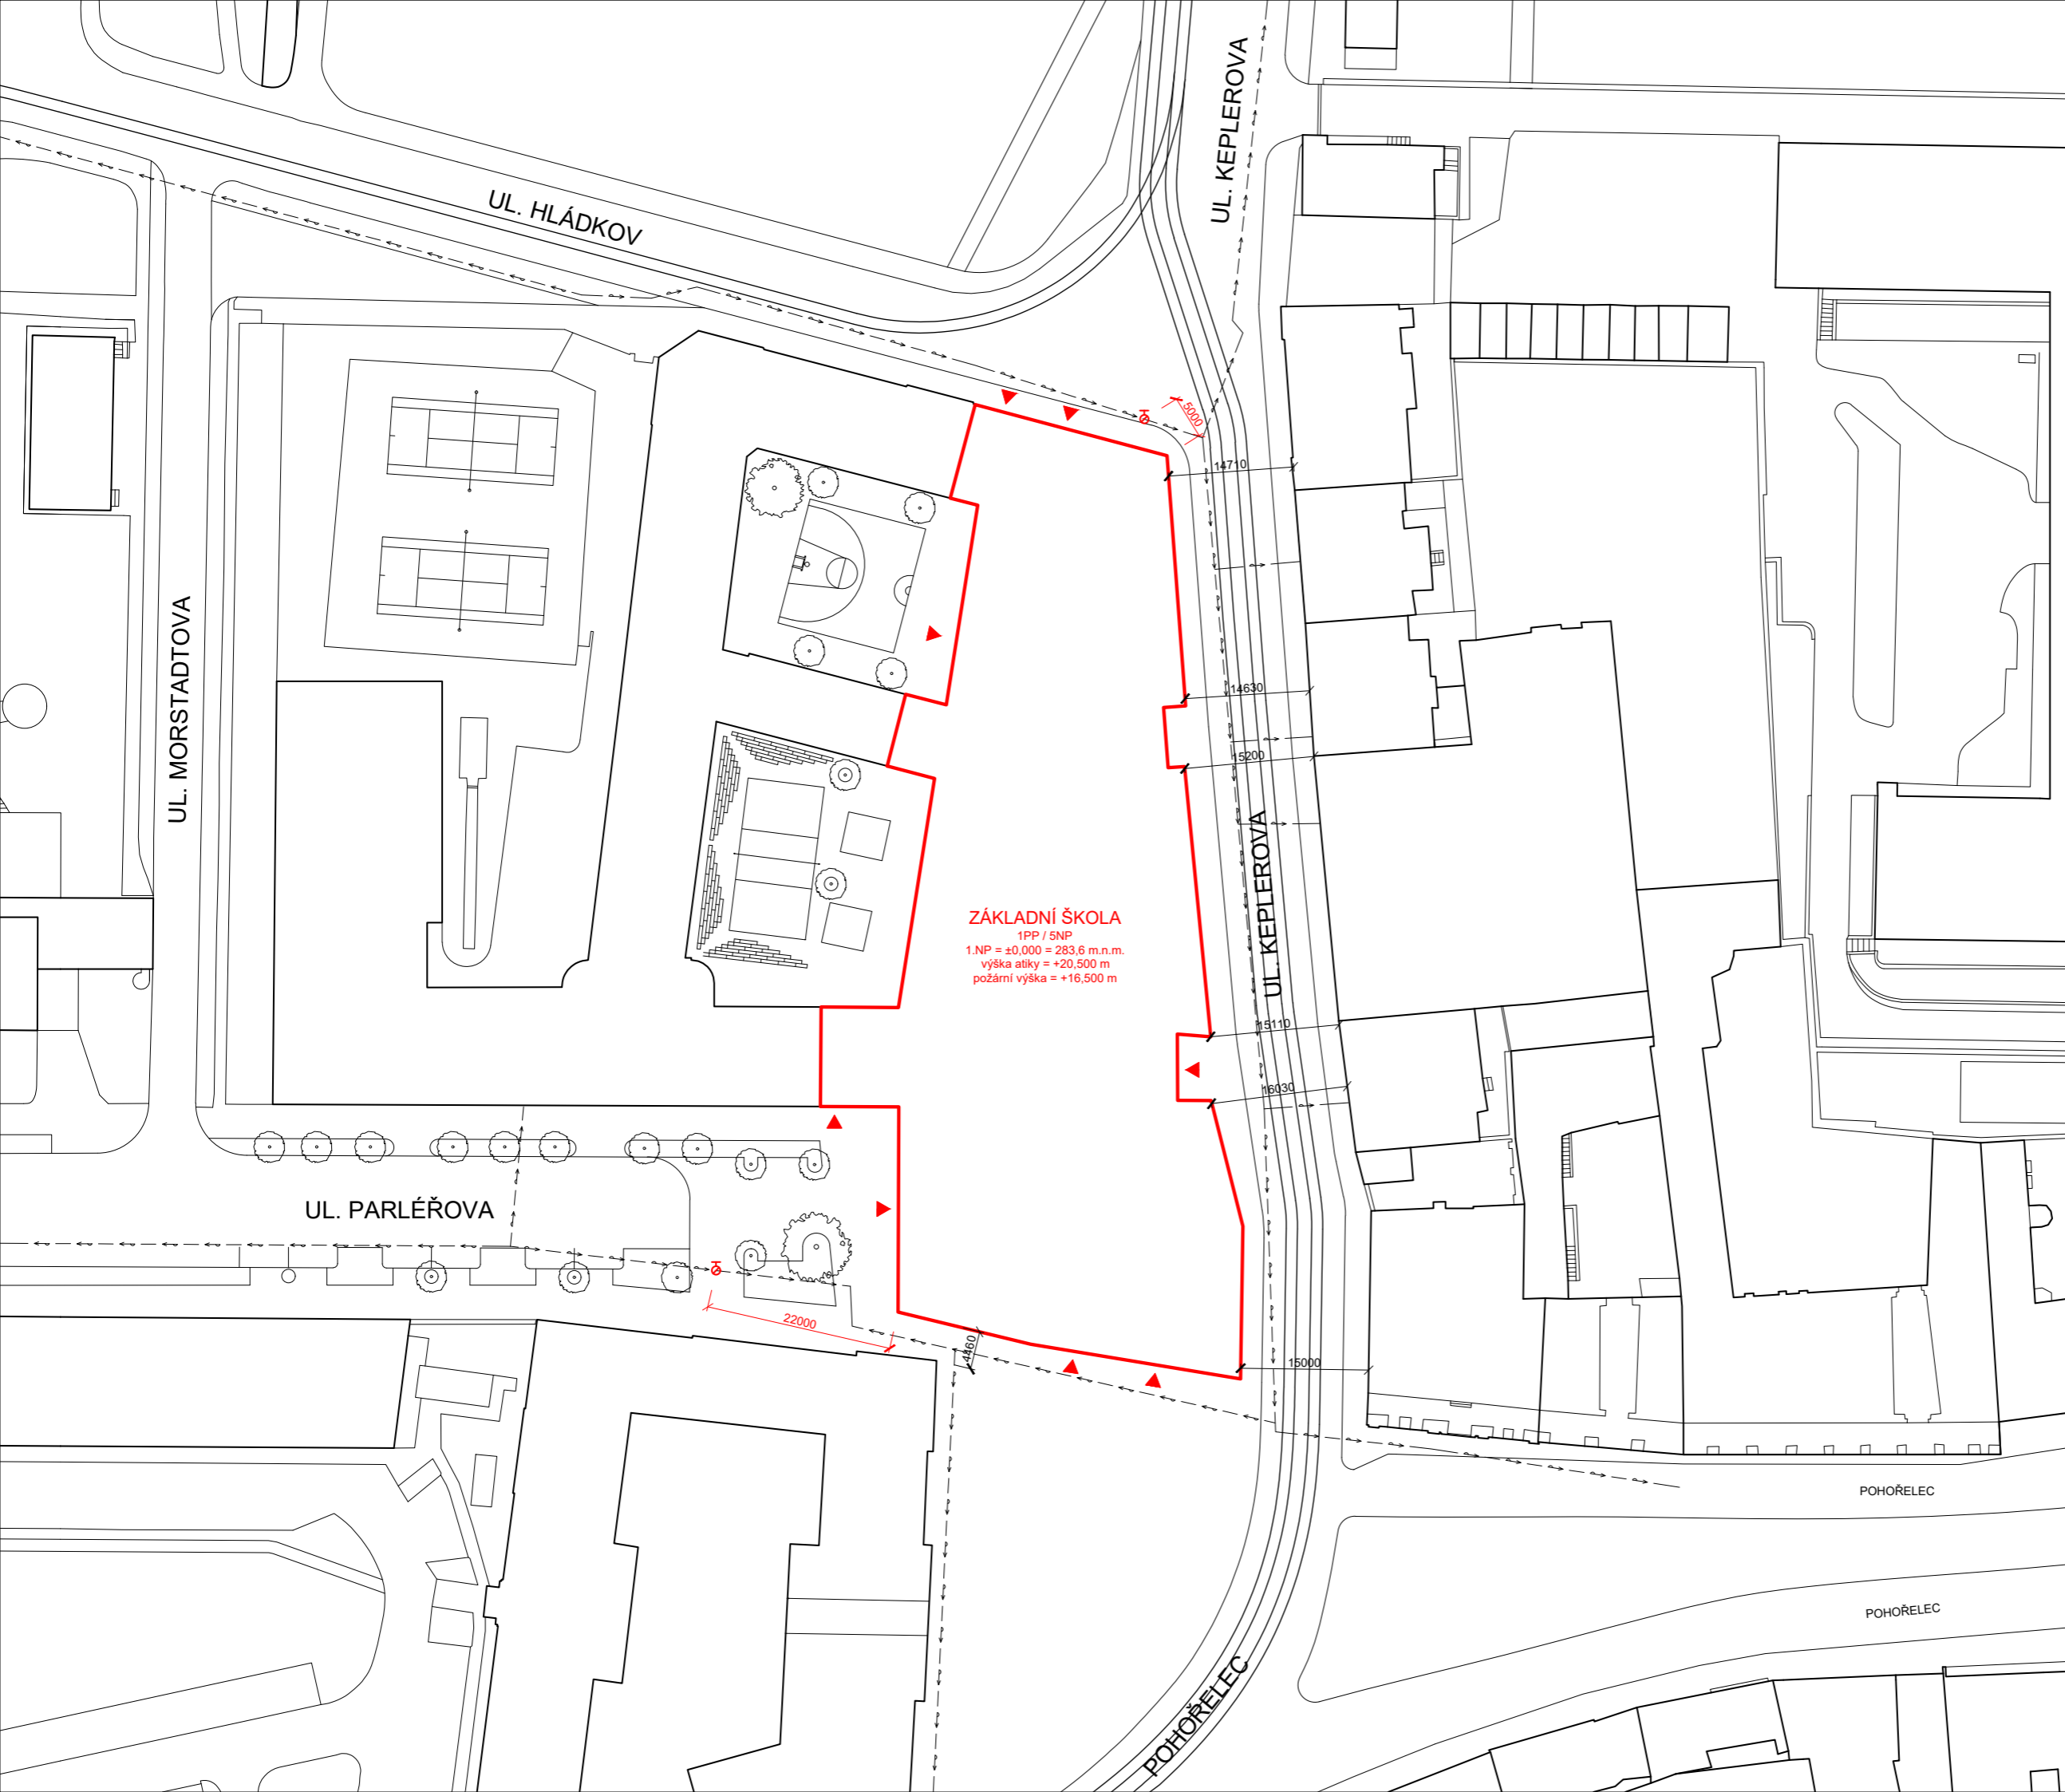 UL. KEPLEROVA
UL. HLÁDKOV
5000
14710
UL. MORSTADTOVA
14630
15200
UL. KEPLEROVA
ZÁKLADNÍ ŠKOLA
1PP / 5NP
1.NP = ±0,000 = 283,6 m.n.m.
výška atiky = +20,500 m
požární výška = +16,500 m
15110
16030
UL. PARLÉŘOVA
22000
4460
15000
POHOŘELEC
POHOŘELEC
POHOŘELEC